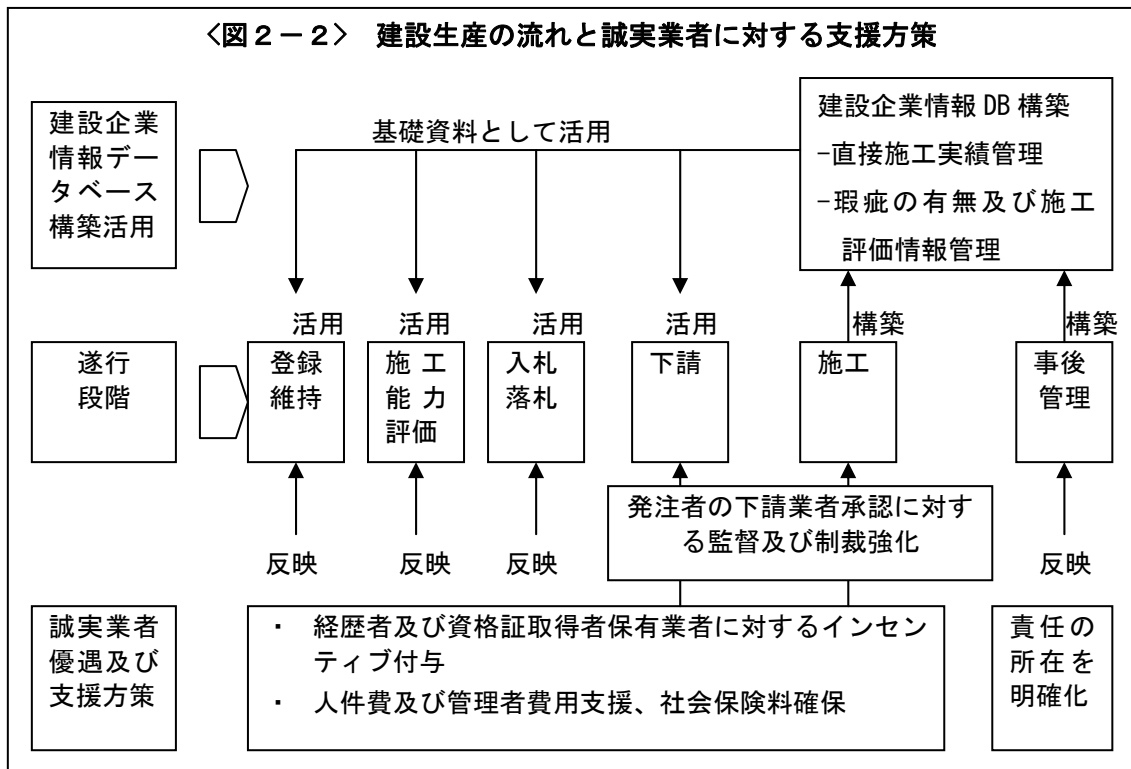 <図2-2> 建設生産の流れと誠実業者に対する支援方策
建設企業
情報デー
タベース
構築活用
基礎資料として活用
建設企業情報 DB 構築
-直接施工実績管理
-瑕疵の有無及び施工
評価情報管理
活用
活用
活用
活用
構築
構築
遂行
段階
登録
維持
施工
能力
評価
入札
落札
下請
施工
事後
管理
発注者の下請業者承認に対す
る監督及び制裁強化
反映
反映
反映
反映
誠実業者
優遇及び
支援方策
・ 経歴者及び資格証取得者保有業者に対するインセン
ティブ付与
・ 人件費及び管理者費用支援、社会保険料確保
責任の
所在を
明確化